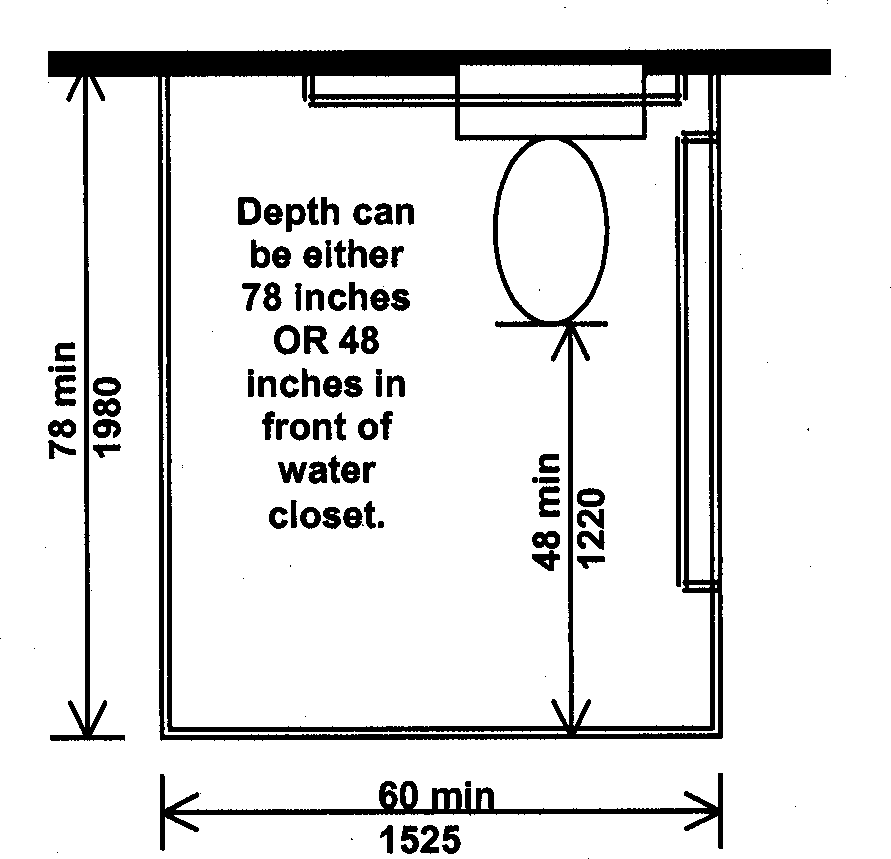 Depth can
be either
78 inches
OR 48
inches in
front of
water
closet.
78 min
1980
48 min
1220
60 min
1525